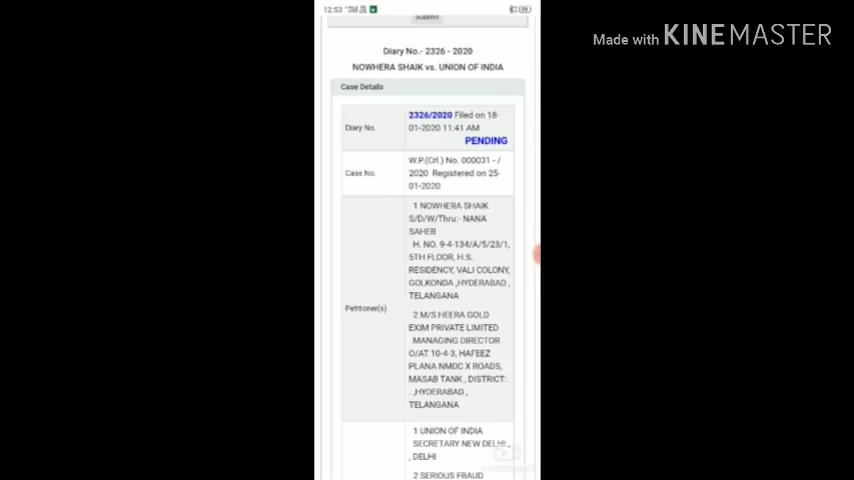 12:53
Submit
Made with KINEMASTER
Diary No.- 2326 - 2020
NOWHERA SHAIK vs. UNION OF INDIA
Case Details
Diary No.
2326/2020 Filed on 18-
01-2020 11:41 AM
PENDING
Case No.
W.P.(Crl.) No. 000031 - /
2020 Registered on 25-
01-2020
Petitioner(s)
1 NOWHERA SHAIK
S/D/W/Thru:- NANA
SAHEB
H. NO. 9-4-134/A/5/23/1,
5TH FLOOR, H.S.
RESIDENCY, VALI COLONY,
GOLKONDA ,HYDERABAD ,
TELANGANA
2 M/S HEERA GOLD
EXIM PRIVATE LIMITED
MANAGING DIRECTOR
O/AT 10-4-3, HAFEEZ
PLANA NMDC X ROADS,
MASAB TANK , DISTRICT:
. ,HYDERABAD ,
TELANGANA
1 UNION OF INDIA
SECRETARY NEW DELHI ,
, DELHI
2 SERIOUS FRAUD